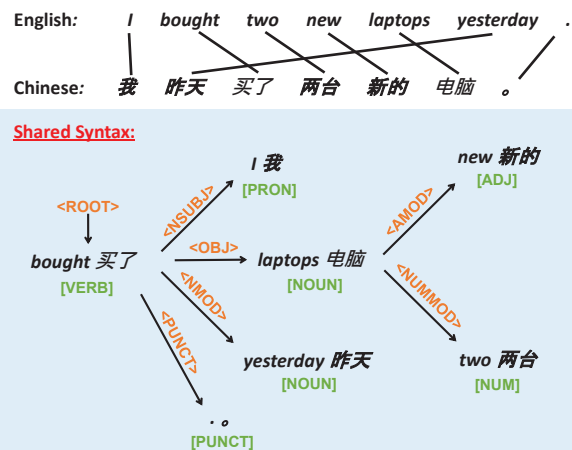 English: I bought two new laptops yesterday .
Chinese: 我 昨天 买了 两台 新的 电脑 。
Shared Syntax:
I 我
[PRON]
new 新的
[ADJ]
<ROOT>
<NSUBJ>
<AMOD>
<OBJ>
bought 买了
[VERB]
laptops 电脑
[NOUN]
<NMOD>
<NUMMOD>
<PUNCT>
yesterday 昨天
[NOUN]
two 两台
[NUM]
. 。
[PUNCT]